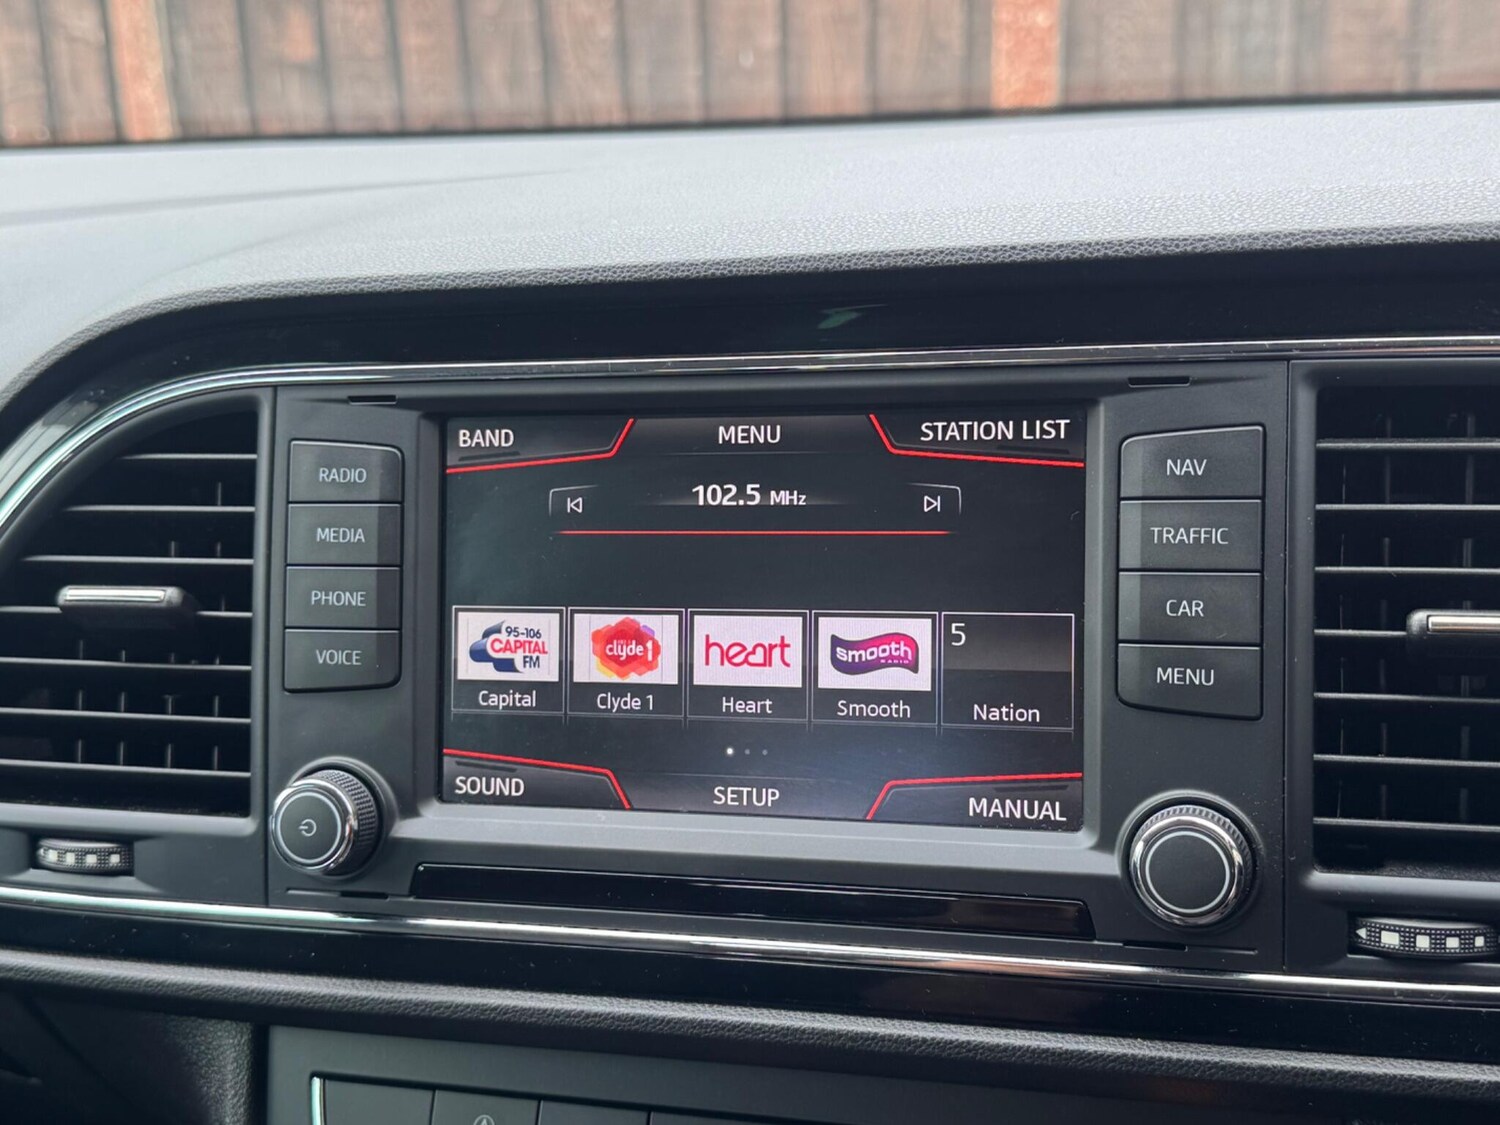 BAND
MENU
STATION LIST
102.5 MHz
RADIO
MEDIA
PHONE
VOICE
NAV
TRAFFIC
CAR
MENU
95-106
CAPITAL
FM
Capital
clyde 1
Clyde 1
heart
Heart
smooth
RADIO
Smooth
5
Nation
SOUND
SETUP
MANUAL